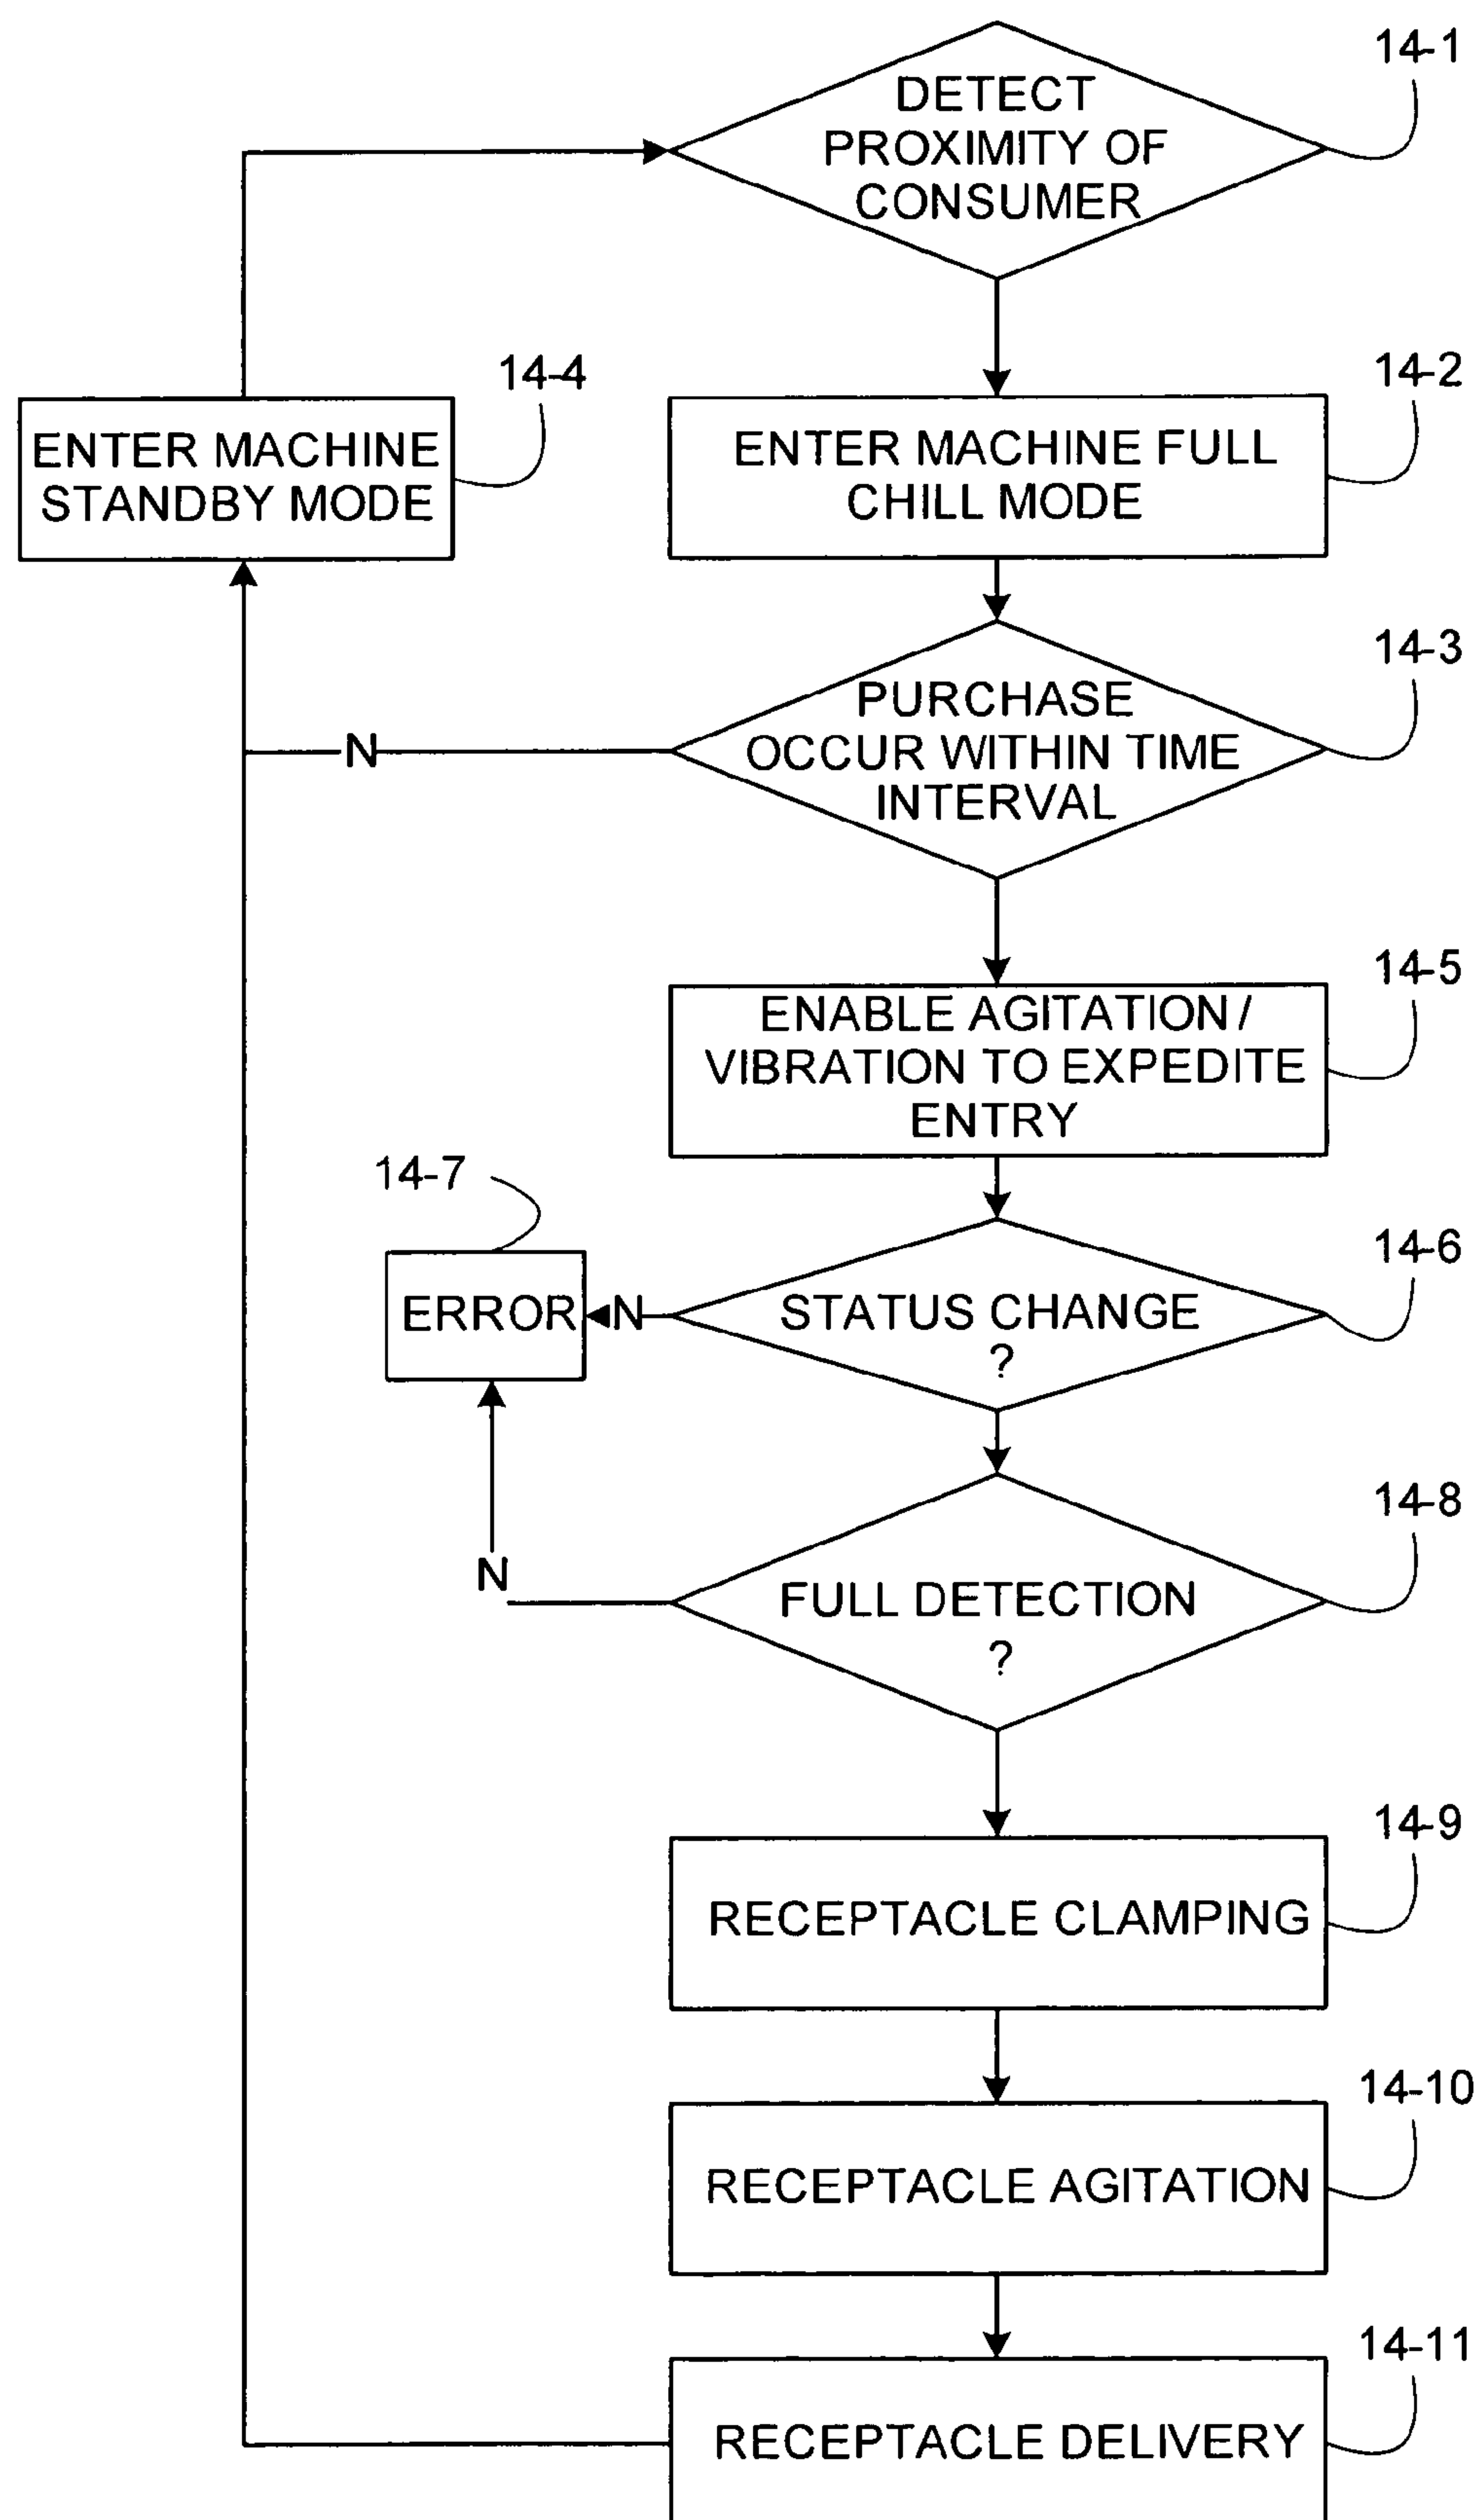 14-1
DETECT
PROXIMITY OF
CONSUMER
14-4
14-2
ENTER MACHINE
STANDBY MODE
ENTER MACHINE FULL
CHILL MODE
14-3
PURCHASE
OCCUR WITHIN TIME
INTERVAL
N
14-5
ENABLE AGITATION /
VIBRATION TO EXPEDITE
ENTRY
14-7
14-6
ERROR
N
STATUS CHANGE
?
14-8
N
FULL DETECTION
?
14-9
RECEPTACLE CLAMPING
14-10
RECEPTACLE AGITATION
14-11
RECEPTACLE DELIVERY